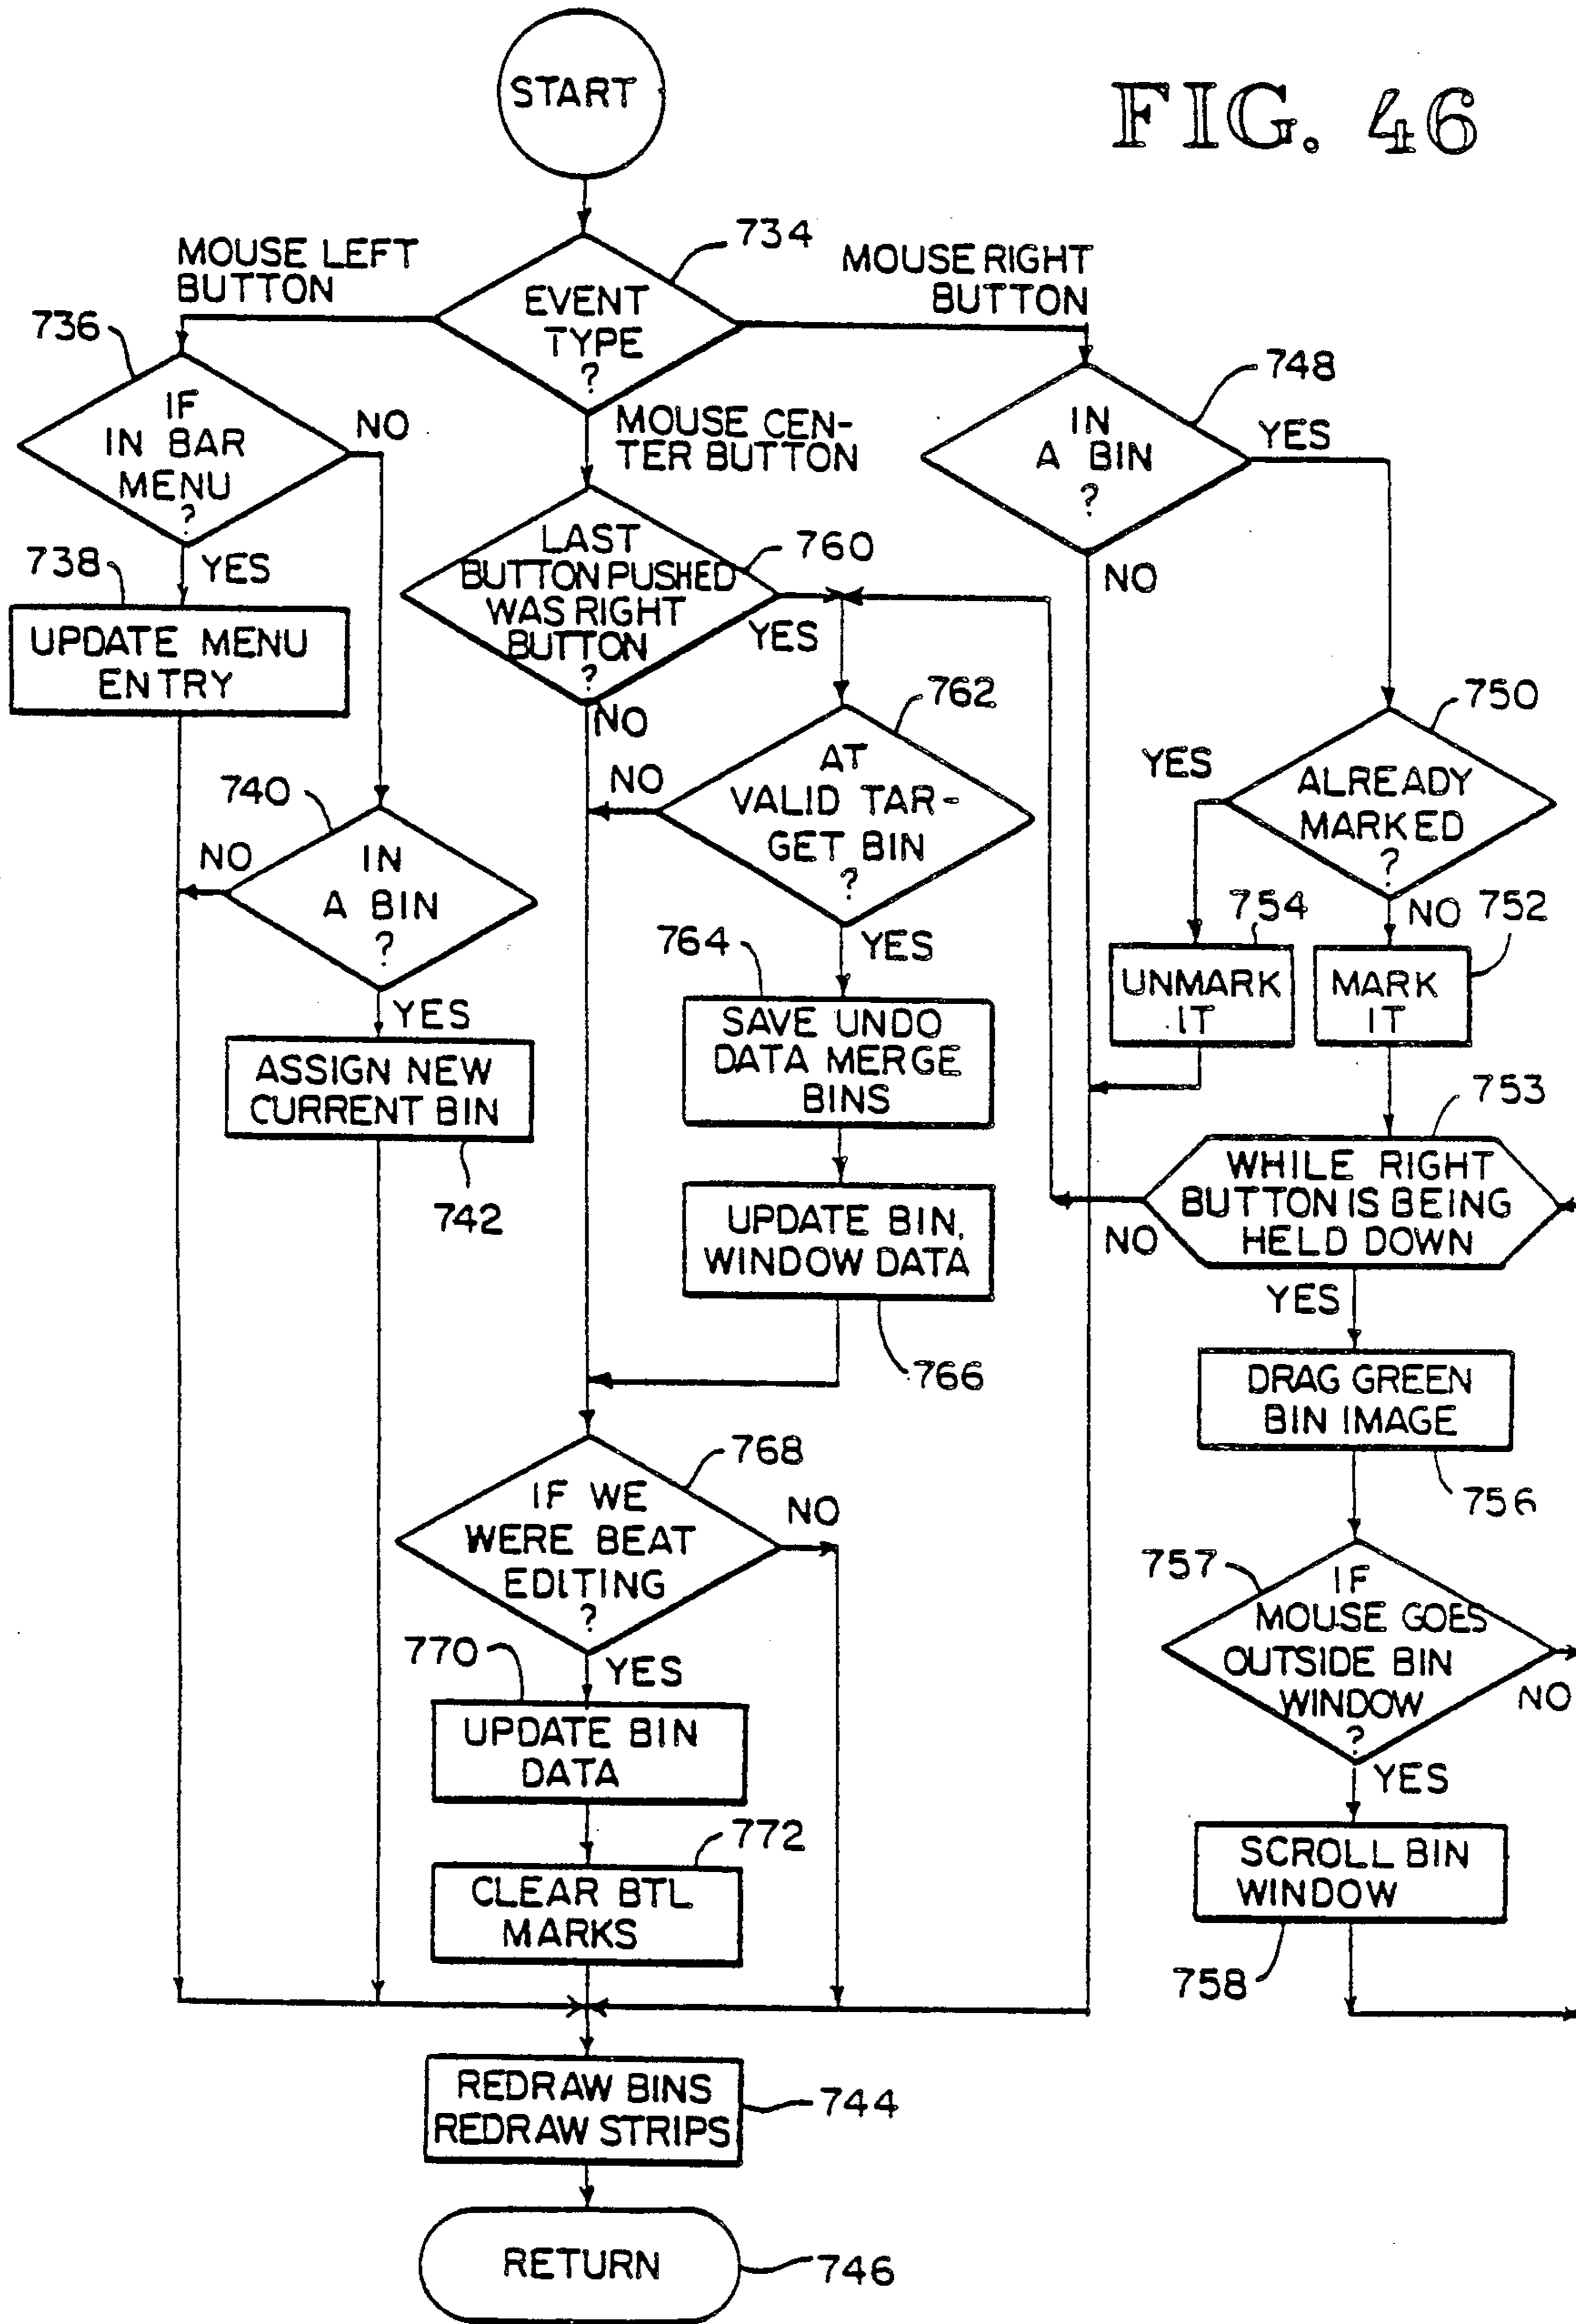 START
FIG. 46
734
MOUSE LEFT
BUTTON
EVENT
TYPE
?
MOUSE RIGHT
BUTTON
736
IF
IN BAR
MENU
?
NO
YES
MOUSE CEN-
TER BUTTON
748
IN
A BIN
?
YES
NO
738
UPDATE MENU
ENTRY
LAST
BUTTON PUSHED
WAS RIGHT
BUTTON
?
760
YES
NO
762
AT
VALID TAR-
GET BIN
?
NO
YES
750
ALREADY
MARKED
?
YES
NO
740
IN
A BIN
?
NO
YES
754
UNMARK
IT
752
MARK
IT
764
SAVE UNDO
DATA MERGE
BINS
ASSIGN NEW
CURRENT BIN
742
753
WHILE RIGHT
BUTTON IS BEING
HELD DOWN
NO
YES
UPDATE BIN,
WINDOW DATA
766
DRAG GREEN
BIN IMAGE
756
768
IF WE
WERE BEAT
EDITING
?
NO
YES
757
IF
MOUSE GOES
OUTSIDE BIN
WINDOW
?
NO
YES
770
UPDATE BIN
DATA
772
CLEAR BTL
MARKS
SCROLL BIN
WINDOW
758
REDRAW BINS
REDRAW STRIPS
744
RETURN
746